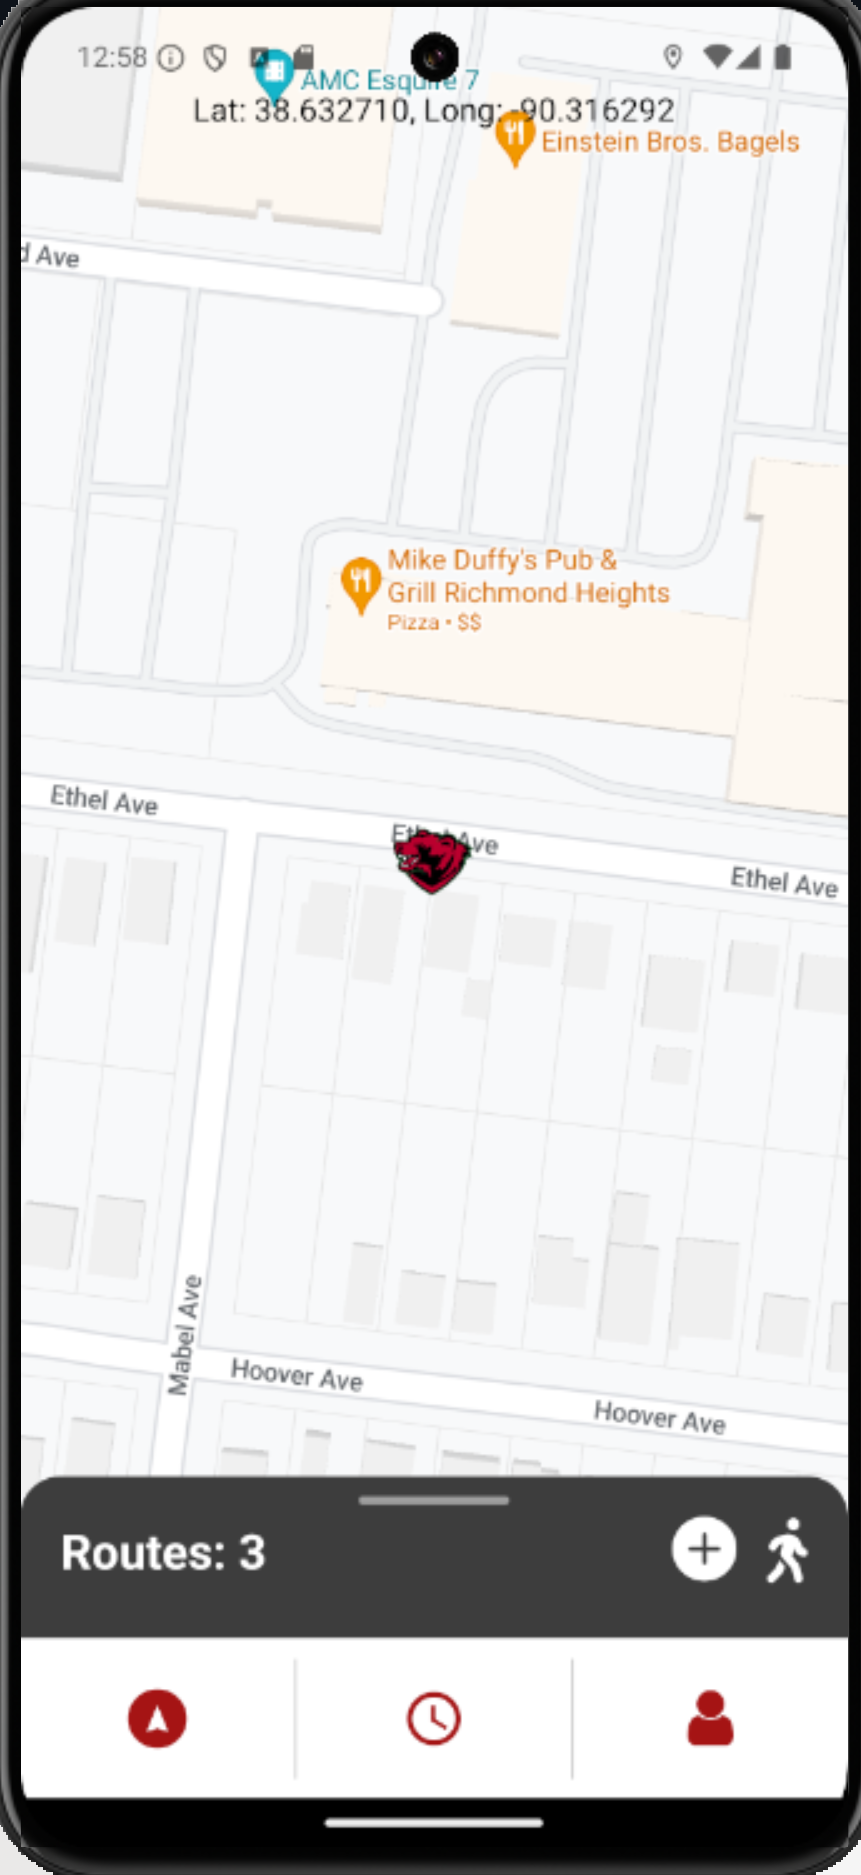 12:58
AMC Esquire 7
Lat: 38.632710, Long: -90.316292
Einstein Bros. Bagels
d Ave
Mike Duffy's Pub &
Grill Richmond Heights
Pizza • $$
Ethel Ave
Ethel Ave
Ethel Ave
Mabel Ave
Hoover Ave
Hoover Ave
Routes: 3